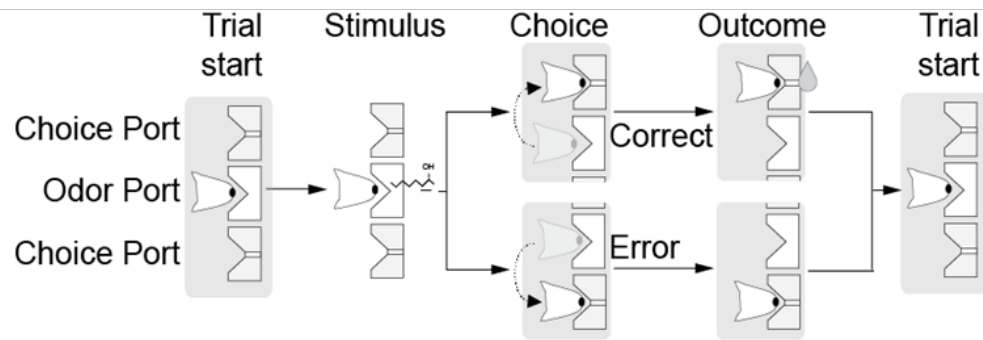 Trial start
Stimulus
Choice
Outcome
Trial start
Choice Port
Odor Port
Choice Port
OH
Correct
Error